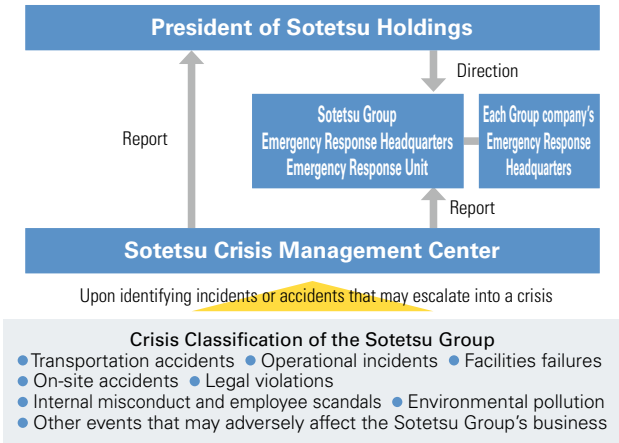 President of Sotetsu Holdings
Direction
Report
Sotetsu Group
Emergency Response Headquarters
Emergency Response Unit
Each Group company's
Emergency Response
Headquarters
Report
Sotetsu Crisis Management Center
Upon identifying incidents or accidents that may escalate into a crisis
Crisis Classification of the Sotetsu Group
● Transportation accidents ● Operational incidents ● Facilities failures
● On-site accidents ● Legal violations
● Internal misconduct and employee scandals ● Environmental pollution
● Other events that may adversely affect the Sotetsu Group's business